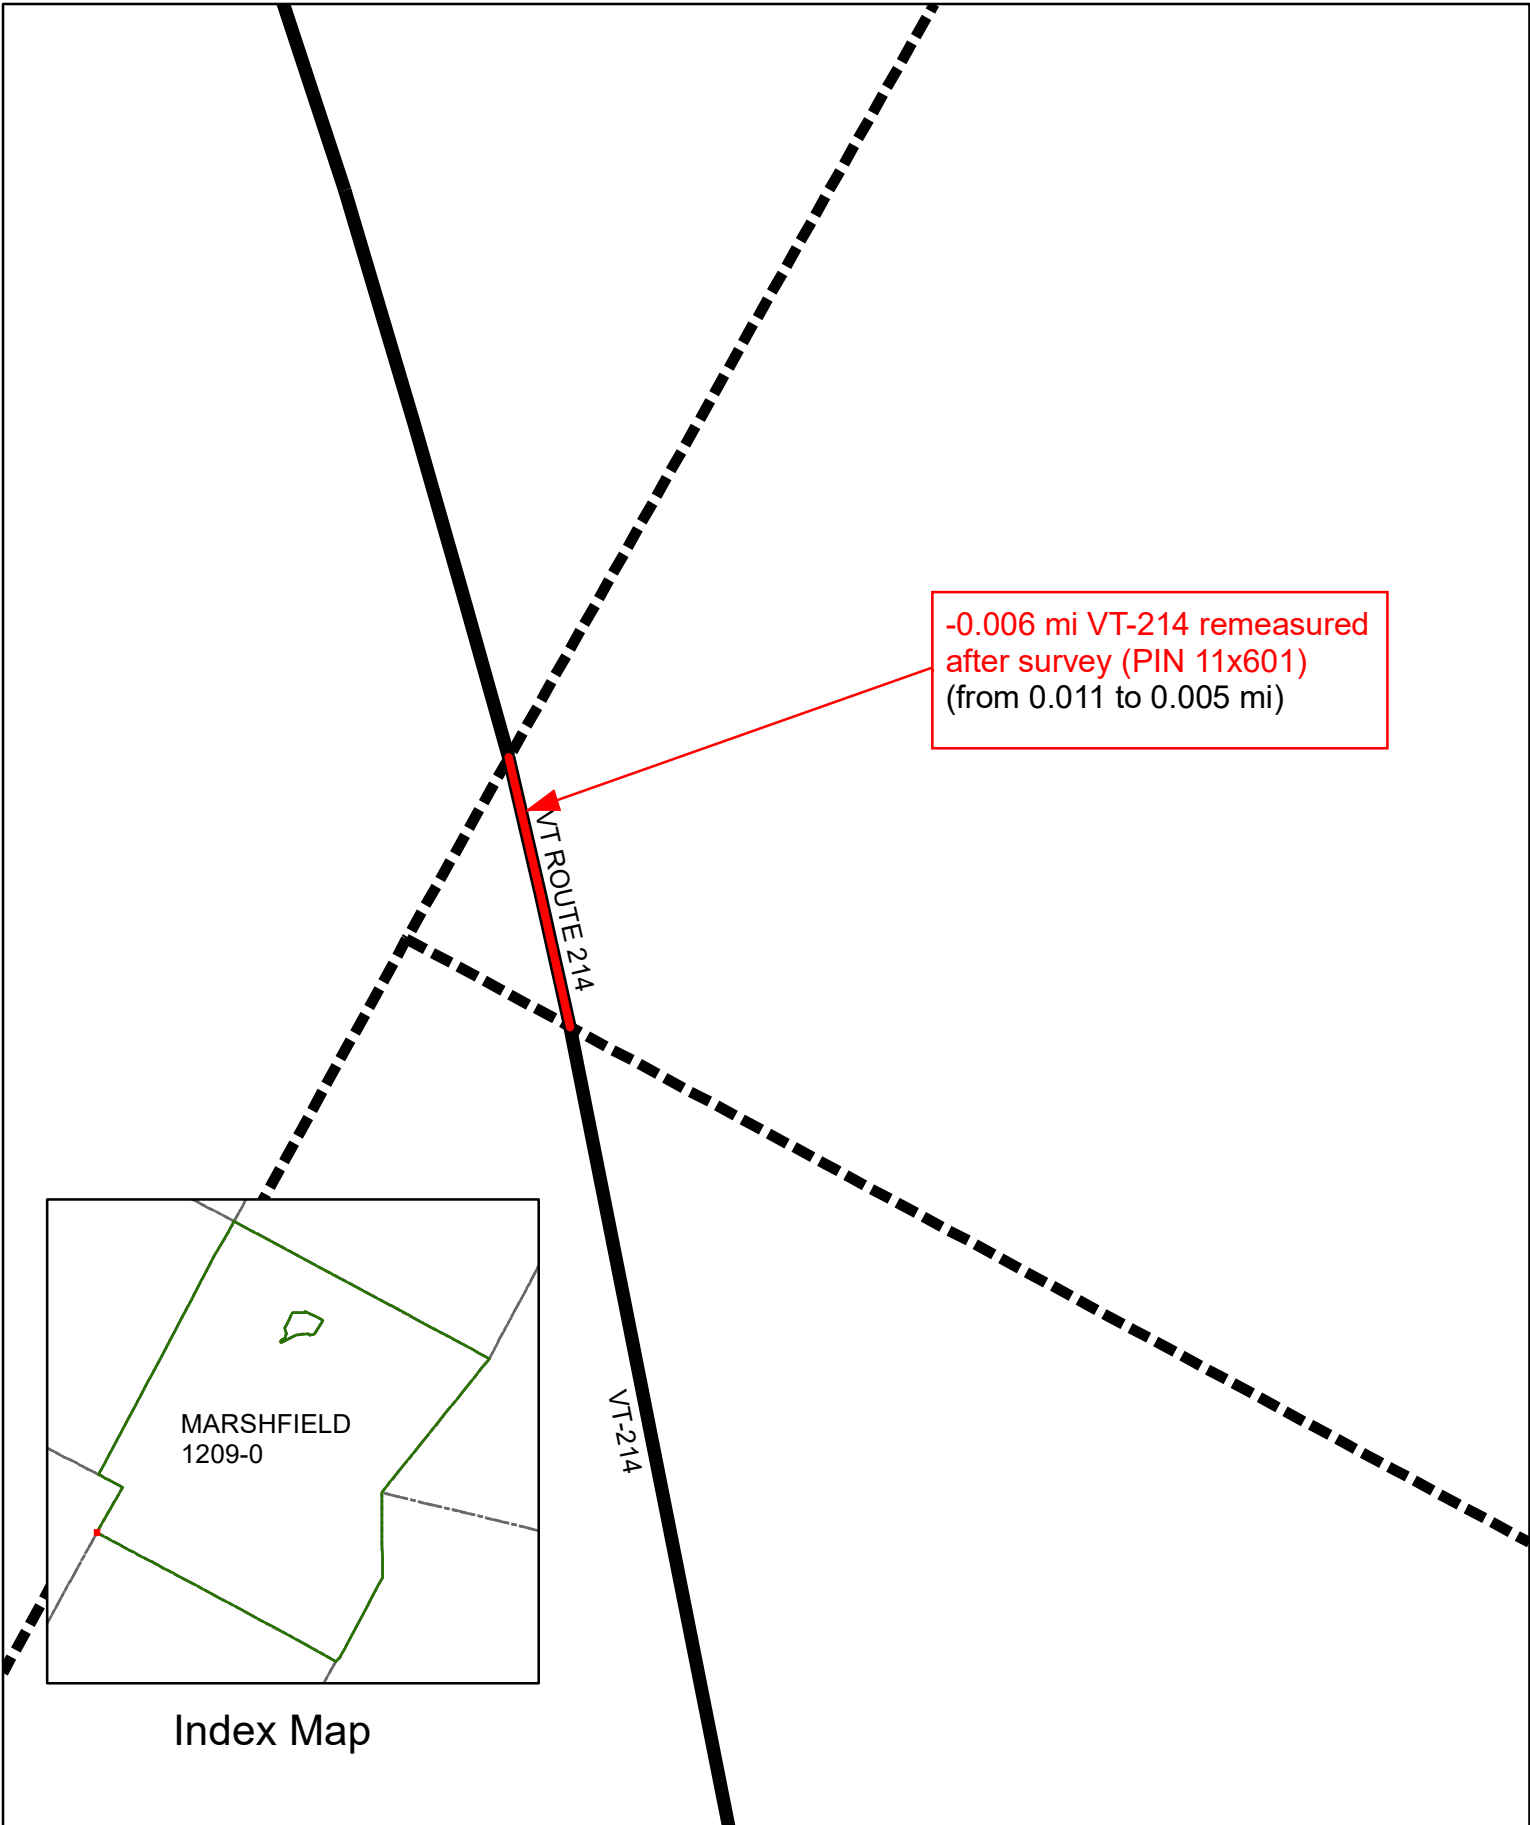 -0.006 mi VT-214 remeasured
after survey (PIN 11x601)
(from 0.011 to 0.005 mi)
VT ROUTE 214
VT-214
MARSHFIELD
1209-0
Index Map